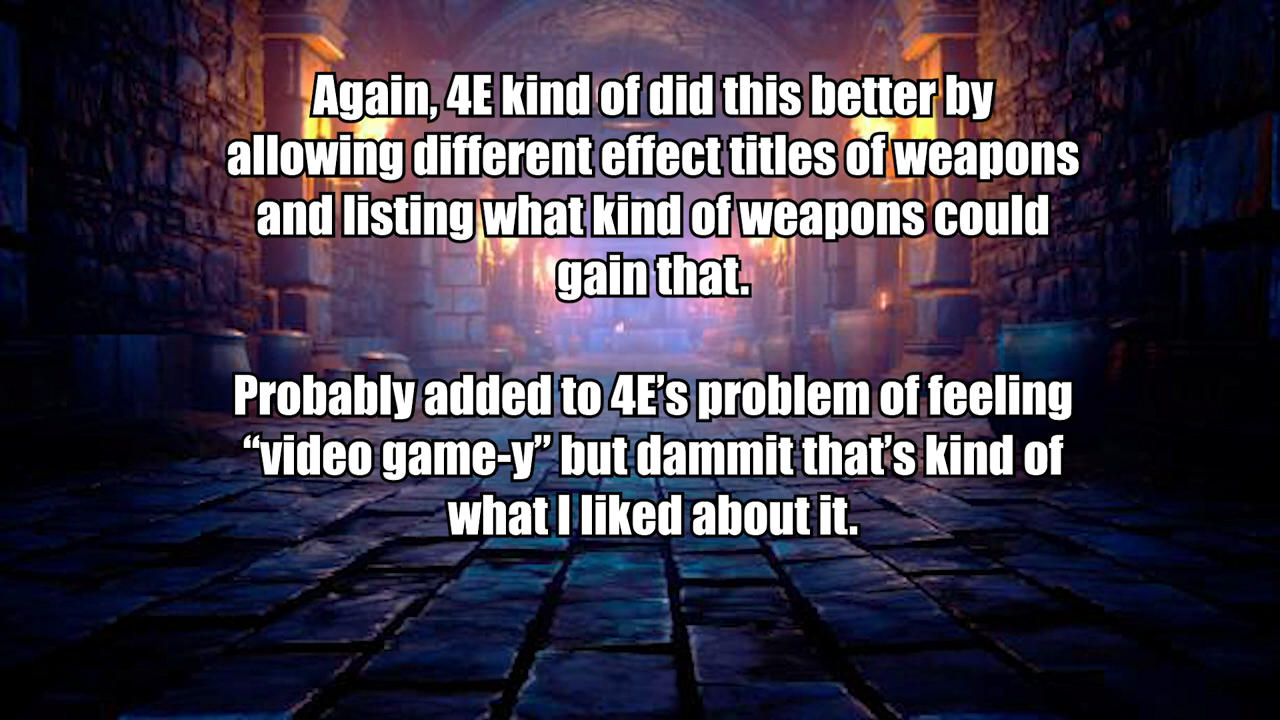 Again, 4E kind of did this better by
allowing different effect titles of weapons
and listing what kind of weapons could
gain that.
Probably added to 4E’s problem of feeling
“video game-y” but dammit that’s kind of
what I liked about it.